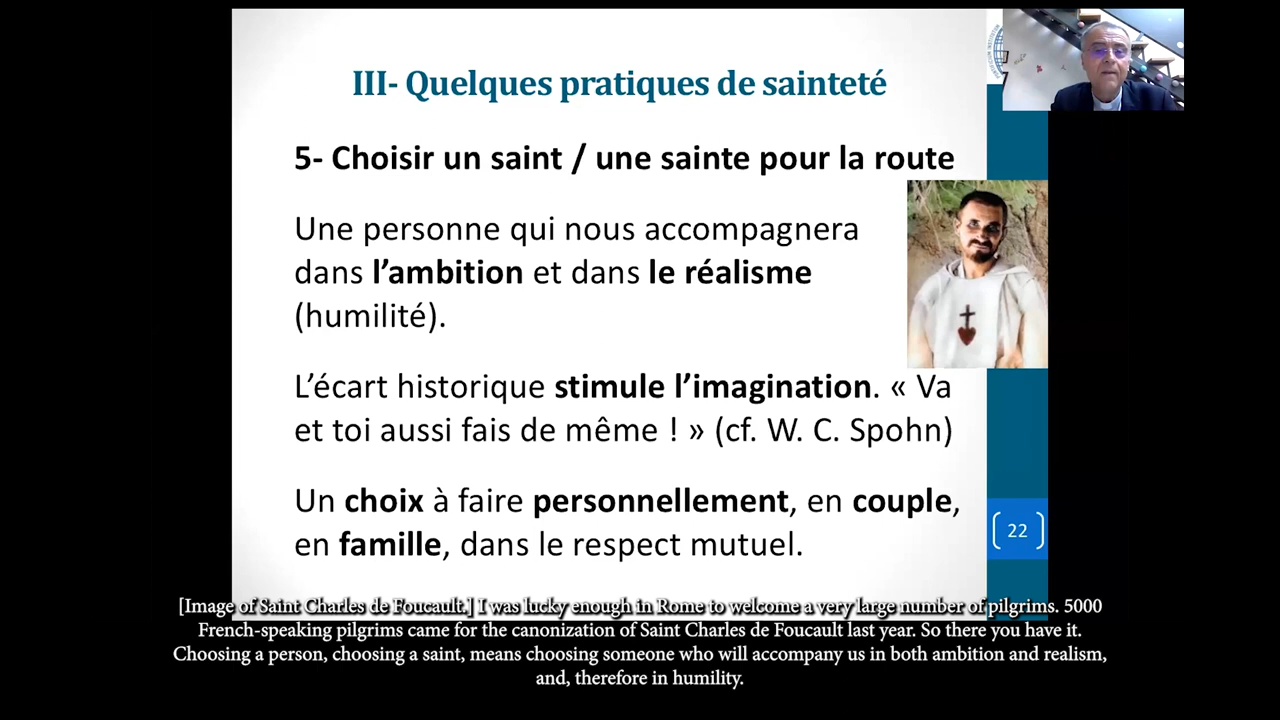 III- Quelques pratiques de sainteté
5- Choisir un saint / une sainte pour la route
Une personne qui nous accompagnera
dans l’ambition et dans le réalisme
(humilité).
L’écart historique stimule l’imagination. « Va
et toi aussi fais de même ! » (cf. W. C. Spohn)
Un choix à faire personnellement, en couple,
en famille, dans le respect mutuel.
22
[Image of Saint Charles de Foucault.] I was lucky enough in Rome to welcome a very large number of pilgrims. 5000
French-speaking pilgrims came for the canonization of Saint Charles de Foucault last year. So there you have it.
Choosing a person, choosing a saint, means choosing someone who will accompany us in both ambition and realism,
and, therefore in humility.